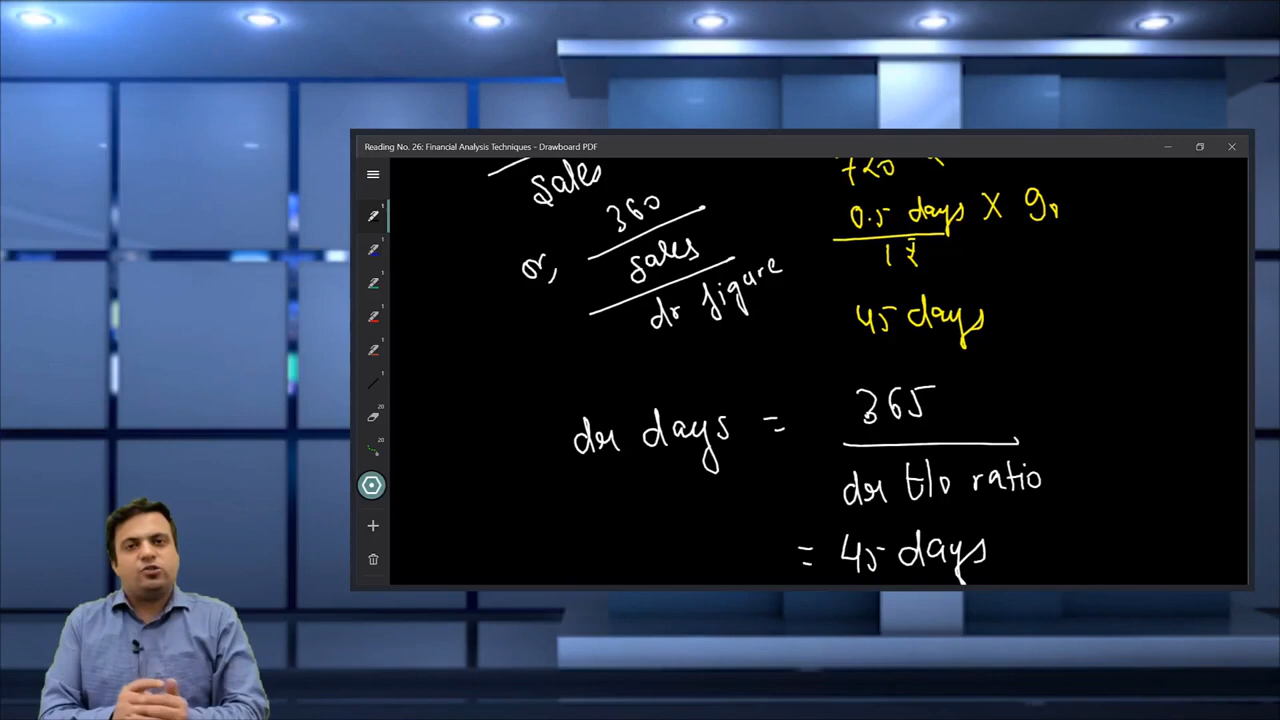 Reading No. 26: Financial Analysis Techniques - Drawboard PDF
sales
or,
360
sales
dr figure
720
0.5 days X 90
1₹
45 days
dr days = 365
dr t/o ratio
= 45 days